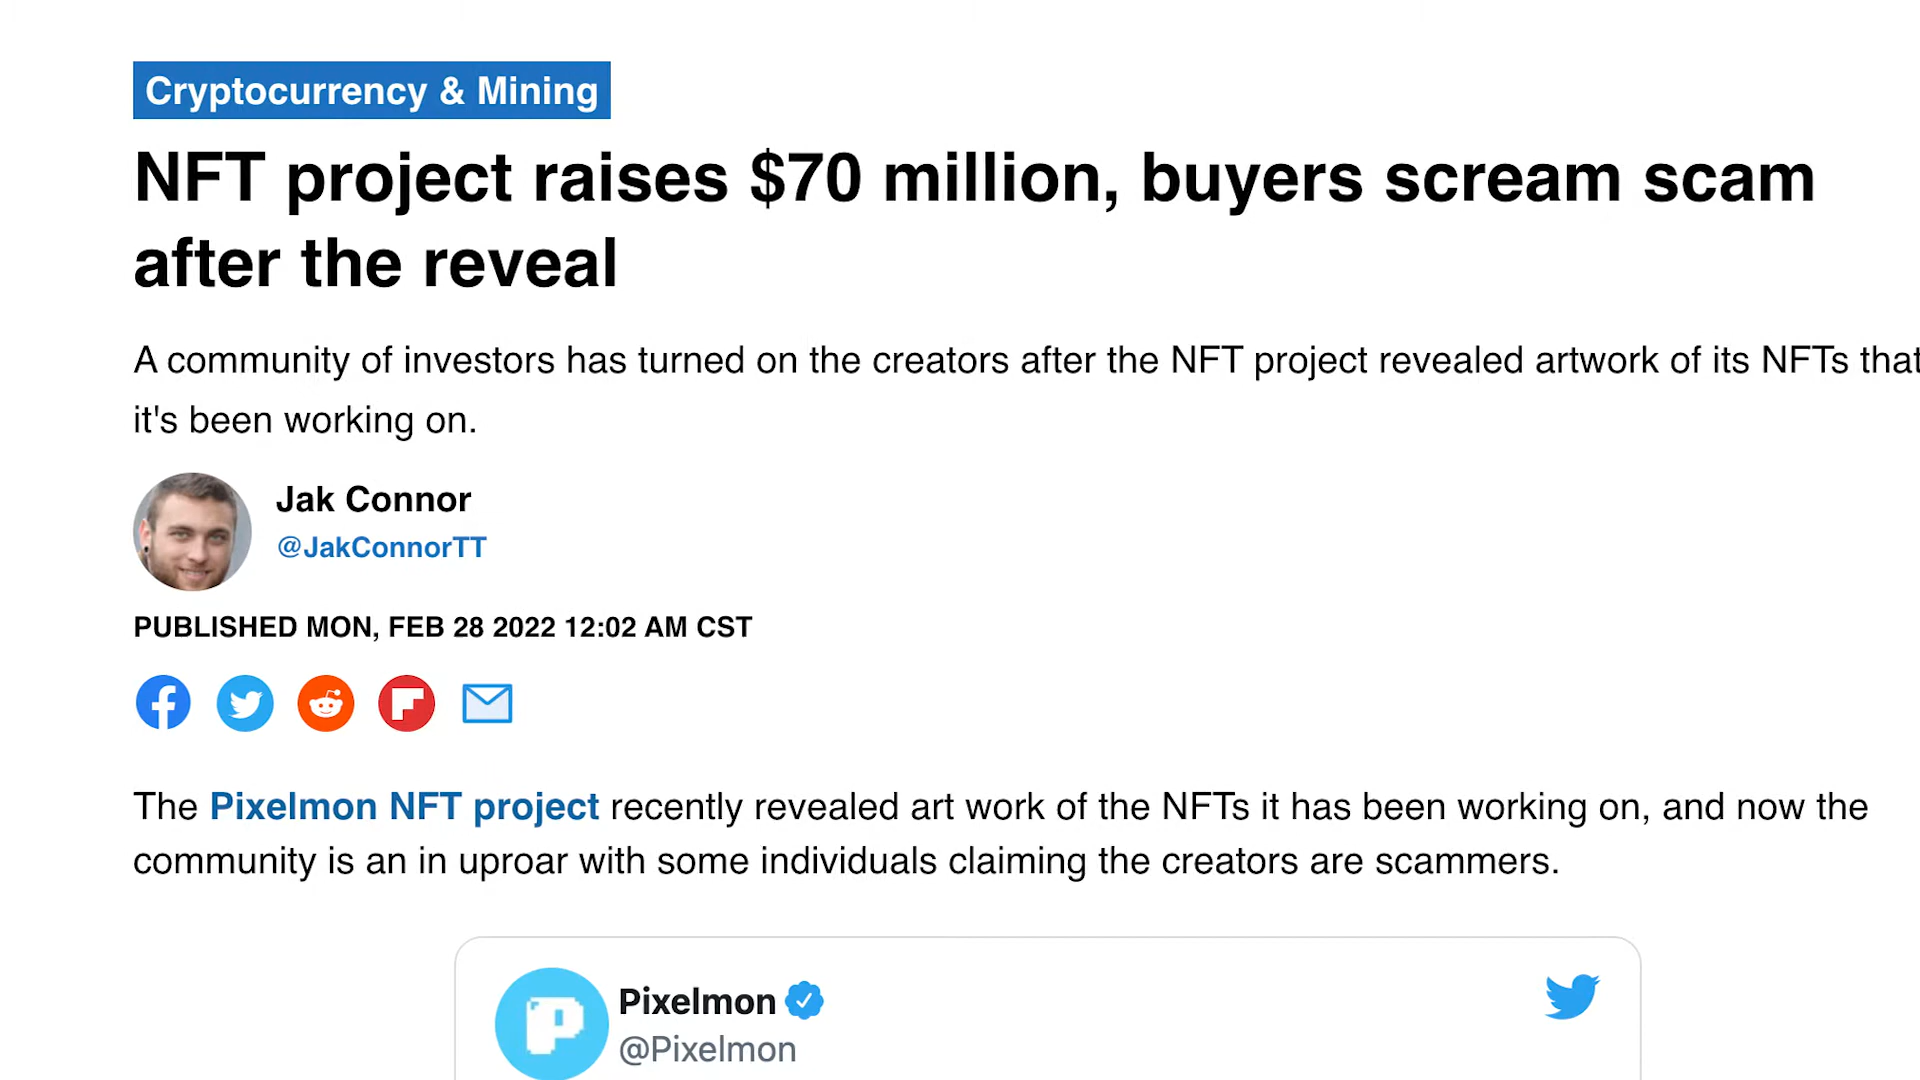 Cryptocurrency & Mining
NFT project raises $70 million, buyers scream scam
after the reveal
A community of investors has turned on the creators after the NFT project revealed artwork of its NFTs that
it's been working on.
Jak Connor
@JakConnorTT
PUBLISHED MON, FEB 28 2022 12:02 AM CST
The Pixelmon NFT project recently revealed art work of the NFTs it has been working on, and now the
community is an in uproar with some individuals claiming the creators are scammers.
Pixelmon
@Pixelmon